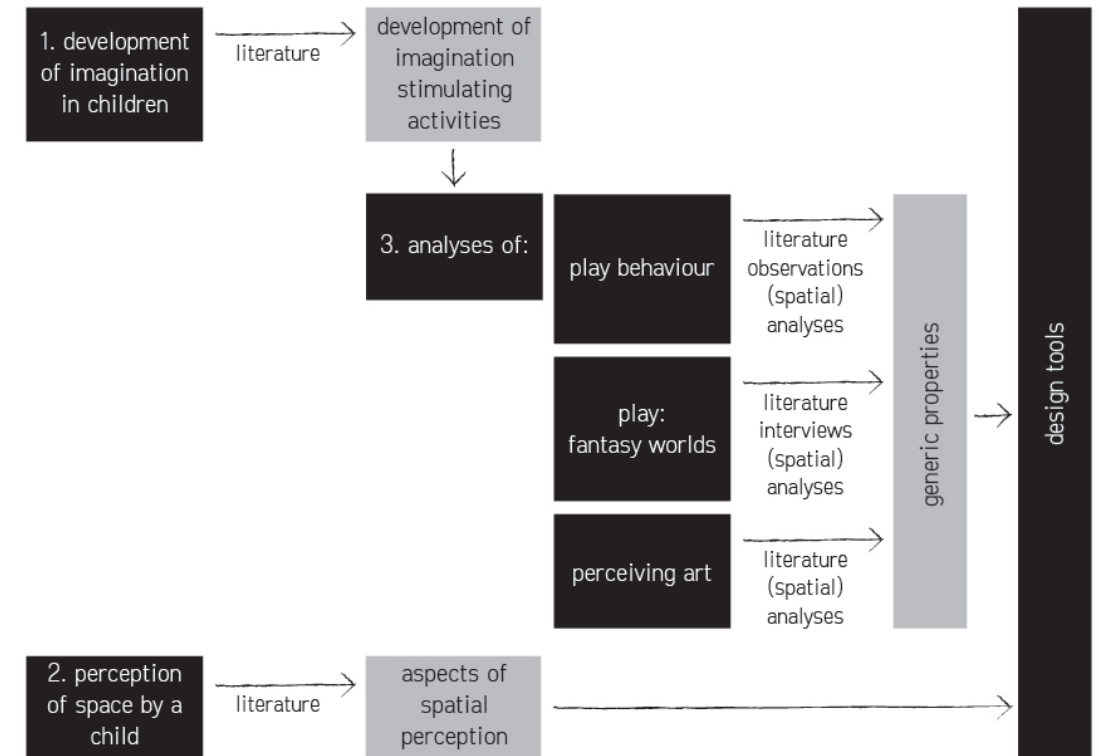 1. development
of imagination
in children
literature
development of
imagination
stimulating
activities
3. analyses of:
play behaviour
literature
observations
(spatial)
analyses
play:
fantasy worlds
literature
interviews
(spatial)
analyses
perceiving art
literature
(spatial)
analyses
generic properties
design tools
2. perception
of space by a
child
literature
aspects of
spatial
perception